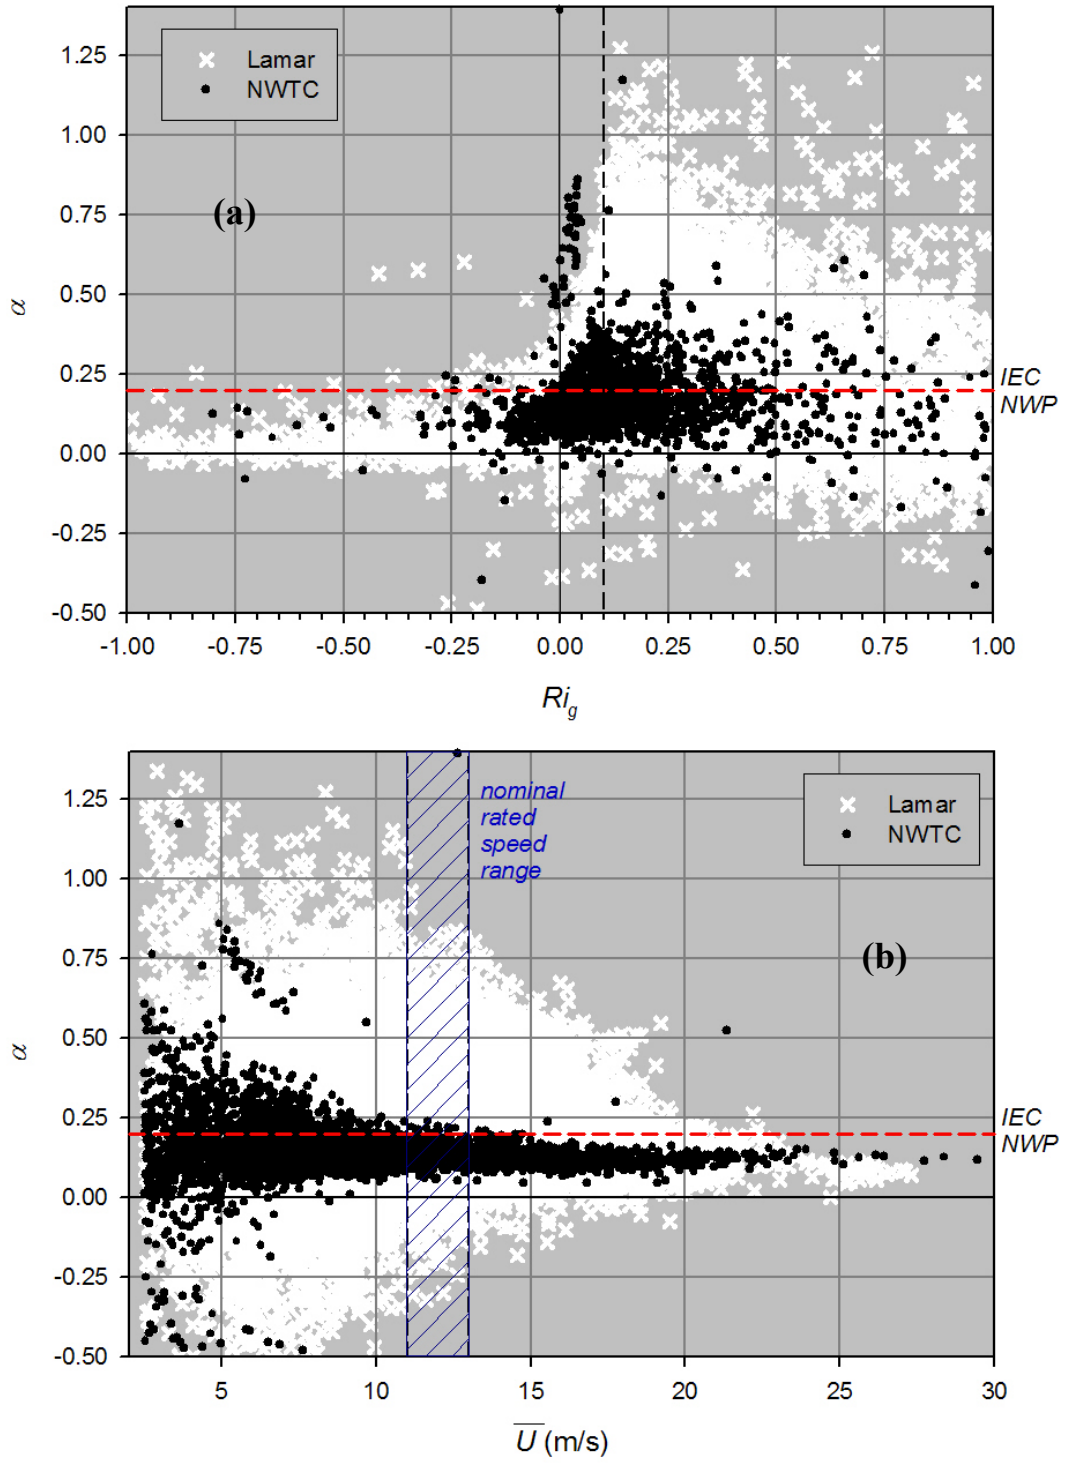 1.25
1.00
0.75
0.50
0.25
0.00
-0.25
-0.50
α
Lamar
NWTC
(a)
IEC
NWP
-1.00 -0.75 -0.50 -0.25 0.00 0.25 0.50 0.75 1.00
Ri_g
1.25
1.00
0.75
0.50
0.25
0.00
-0.25
-0.50
α
nominal
rated
speed
range
Lamar
NWTC
(b)
IEC
NWP
5 10 15 20 25 30
U̅ (m/s)